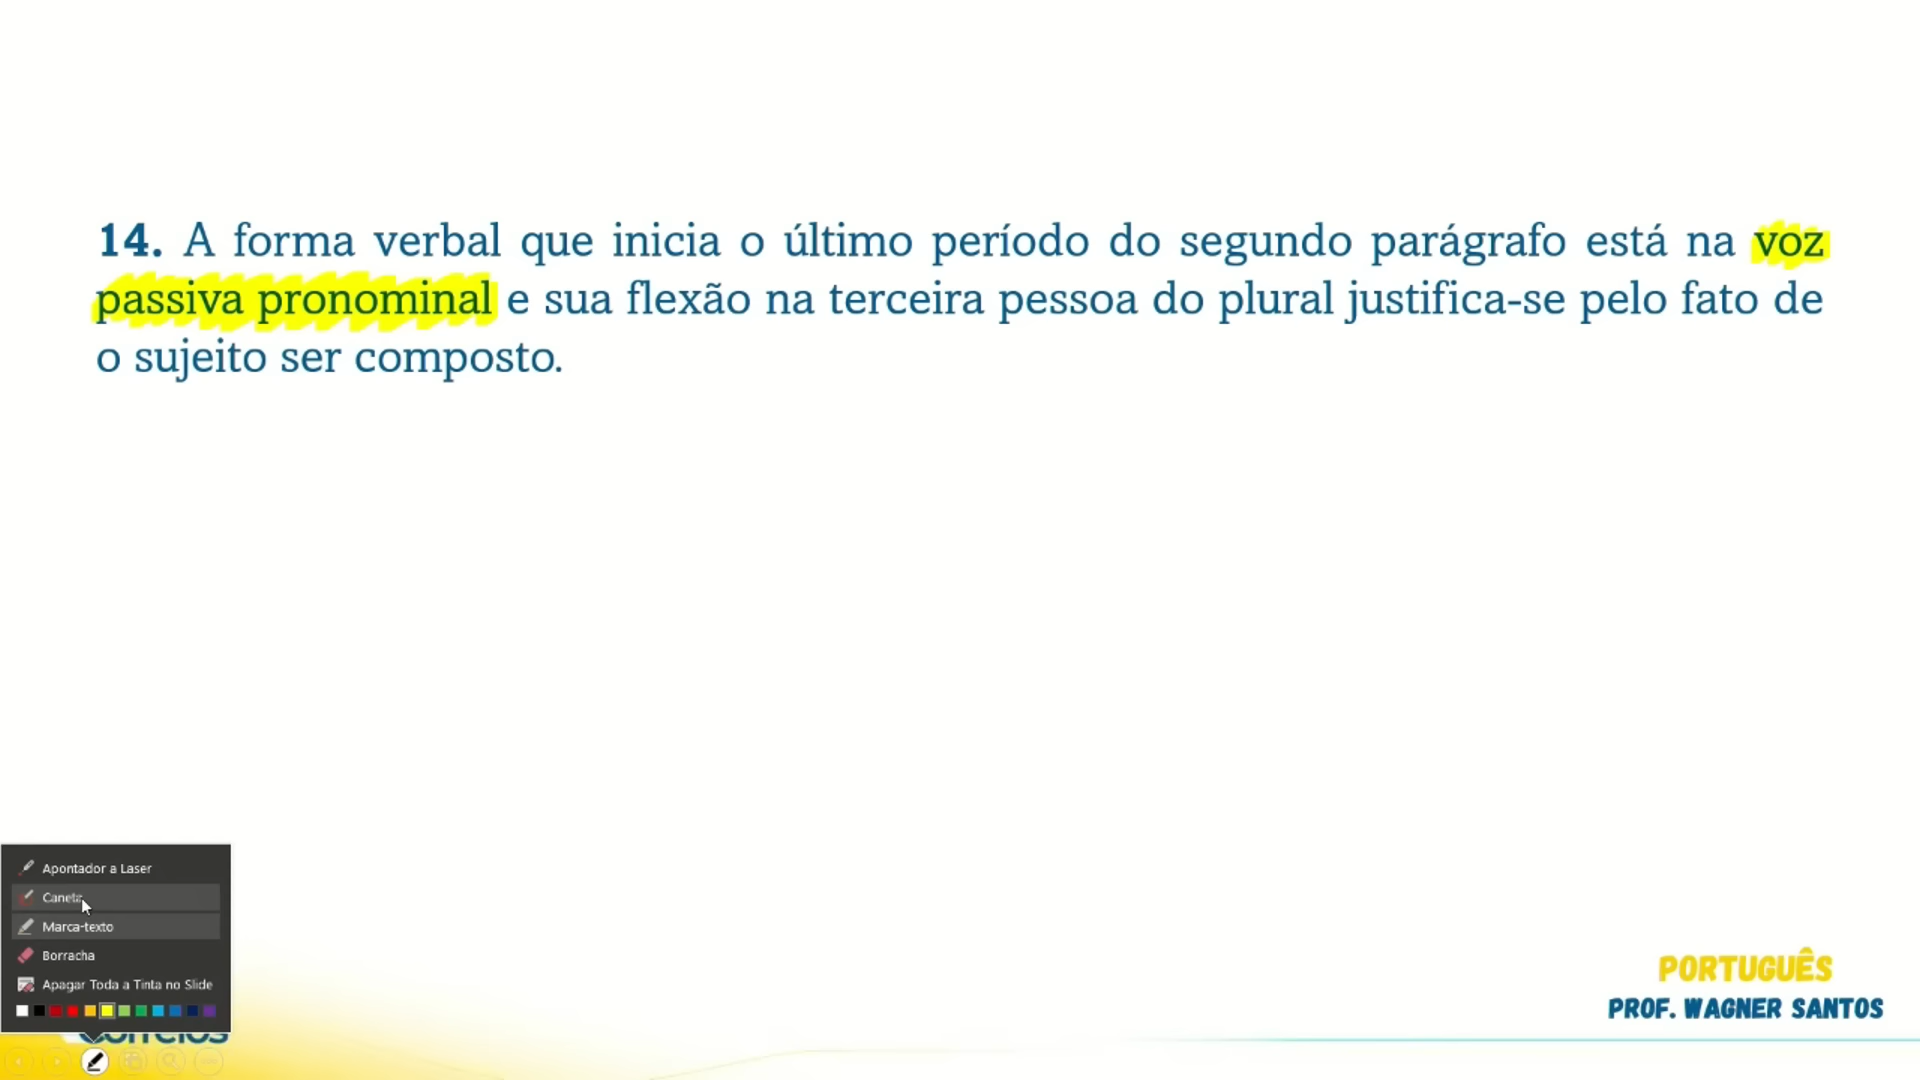 14. A forma verbal que inicia o último período do segundo parágrafo está na voz
passiva pronominal e sua flexão na terceira pessoa do plural justifica-se pelo fato de
o sujeito ser composto.
Apontador a Laser
Caneta
Marca-texto
Borracha
Apagar Toda a Tinta no Slide
Correios
PORTUGUÊS
PROF. WAGNER SANTOS